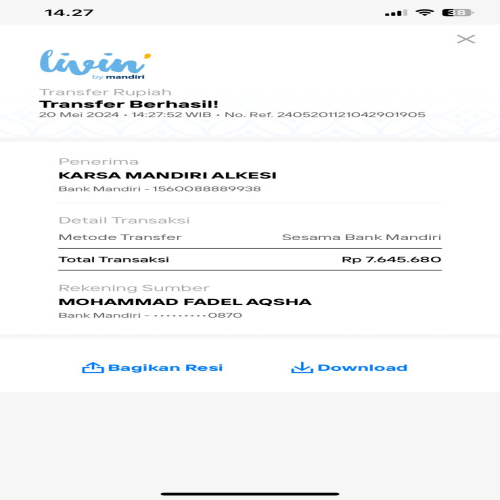 14.27
38
livin'
by mandiri
Transfer Rupiah
Transfer Berhasil!
20 Mei 2024 • 14:27:52 WIB • No. Ref. 2405201121042901905
Penerima
KARSA MANDIRI ALKESI
Bank Mandiri - 1560088889938
Detail Transaksi
Metode Transfer Sesama Bank Mandiri
Total Transaksi Rp 7.645.680
Rekening Sumber
MOHAMMAD FADEL AQSHA
Bank Mandiri - •••••••••0870
Bagikan Resi Download